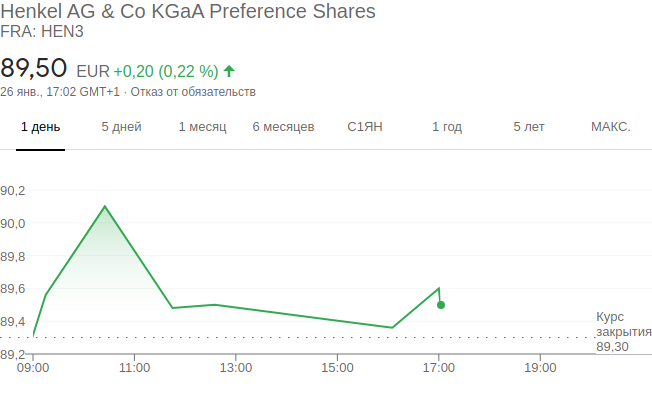 Henkel AG & Co KGaA Preference Shares
FRA: HEN3
89,50 EUR +0,20 (0,22 %)
26 янв., 17:02 GMT+1 · Отказ от обязательств
1 день 5 дней 1 месяц 6 месяцев С1ЯН 1 год 5 лет МАКС.
90,2
90,0
89,8
89,6
89,4
89,2
Курс
закрытия
89,30
09:00 11:00 13:00 15:00 17:00 19:00